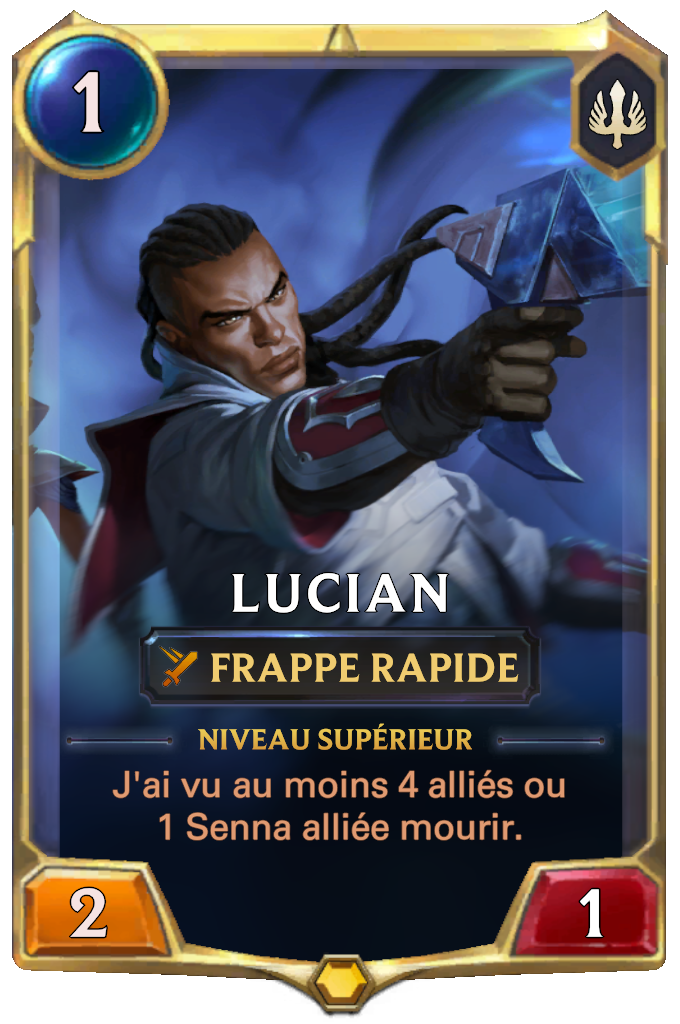 1
LUCIAN
FRAPPE RAPIDE
NIVEAU SUPÉRIEUR
J'ai vu au moins 4 alliés ou
1 Senna alliée mourir.
2
1